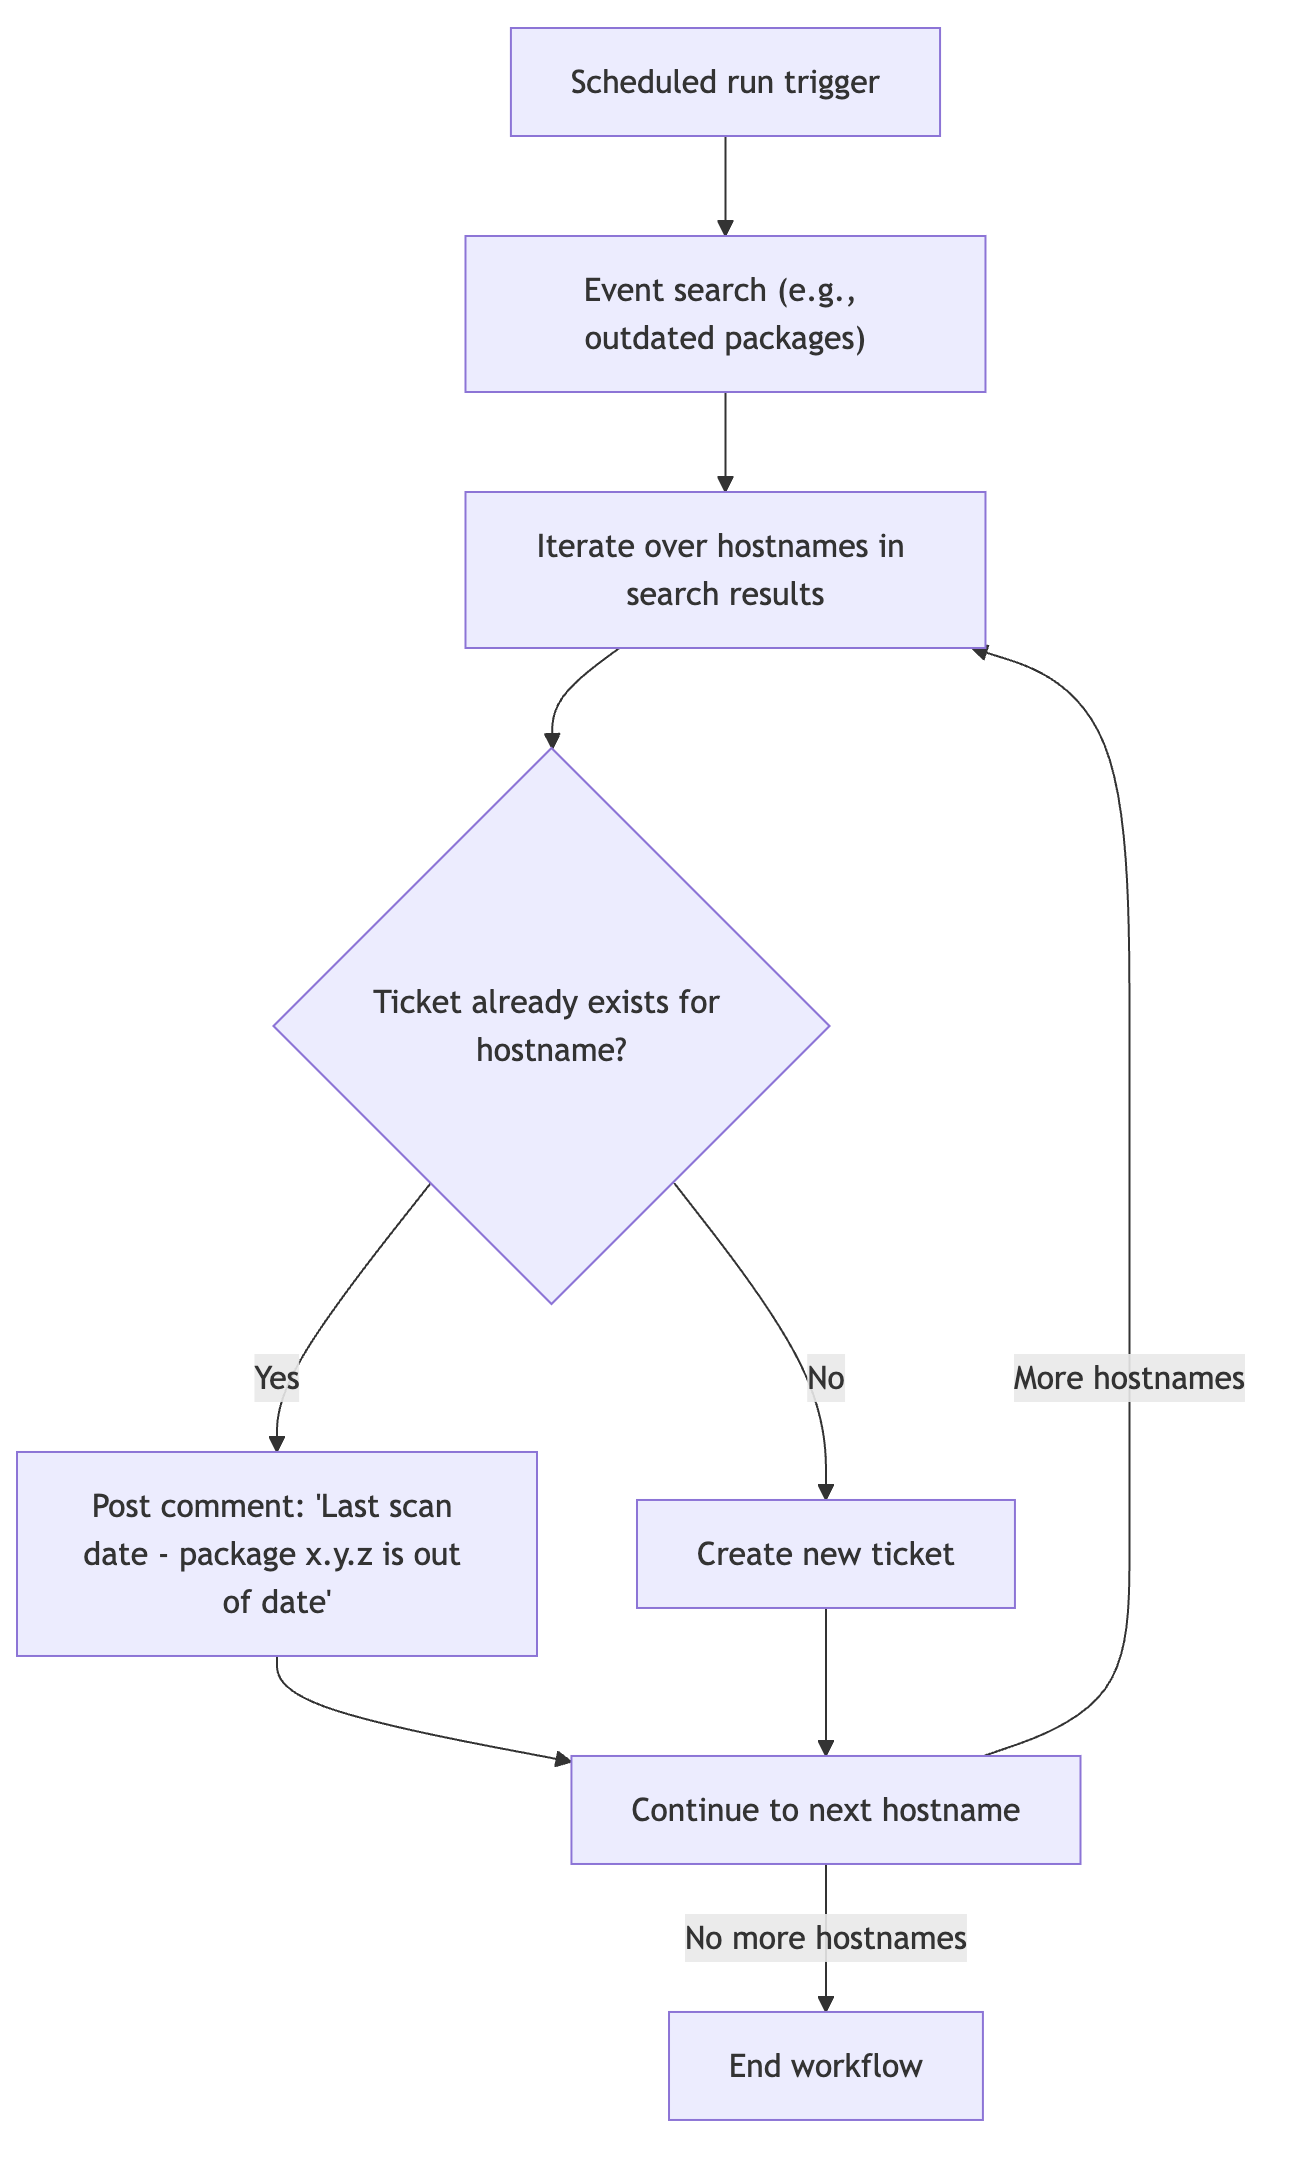 Scheduled run trigger
Event search (e.g.,
outdated packages)
Iterate over hostnames in
search results
Ticket already exists for
hostname?
Yes
No
More hostnames
Post comment: 'Last scan
date - package x.y.z is out
of date'
Create new ticket
Continue to next hostname
No more hostnames
End workflow